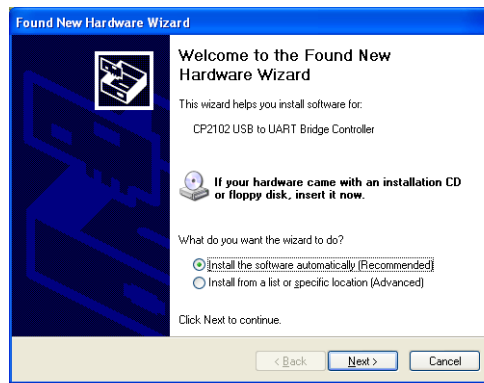 Found New Hardware Wizard
Welcome to the Found New
Hardware Wizard
This wizard helps you install software for:
CP2102 USB to UART Bridge Controller
If your hardware came with an installation CD
or floppy disk, insert it now.
What do you want the wizard to do?
Install the software automatically (Recommended)
Install from a list or specific location (Advanced)
Click Next to continue.
< Back
Next >
Cancel